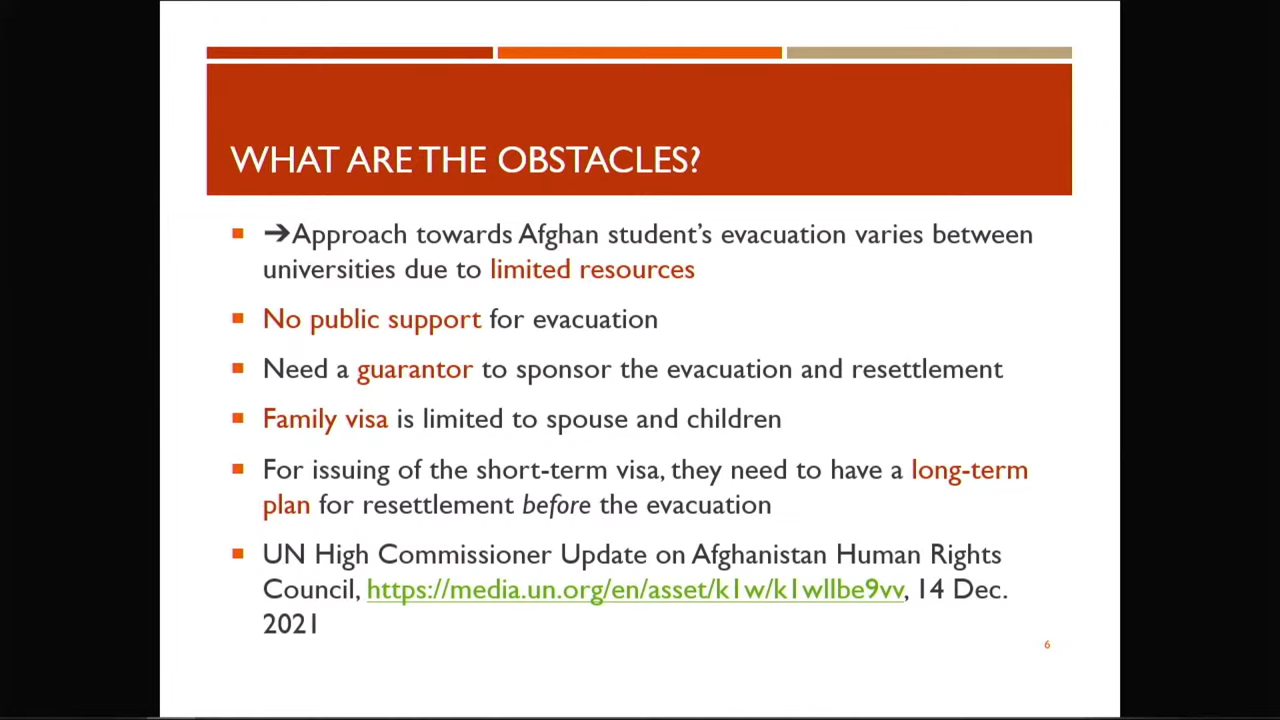 WHAT ARE THE OBSTACLES?
➔Approach towards Afghan student’s evacuation varies between
universities due to limited resources
No public support for evacuation
Need a guarantor to sponsor the evacuation and resettlement
Family visa is limited to spouse and children
For issuing of the short-term visa, they need to have a long-term
plan for resettlement before the evacuation
UN High Commissioner Update on Afghanistan Human Rights
Council, https://media.un.org/en/asset/k1w/k1wllbe9vv, 14 Dec.
2021
6